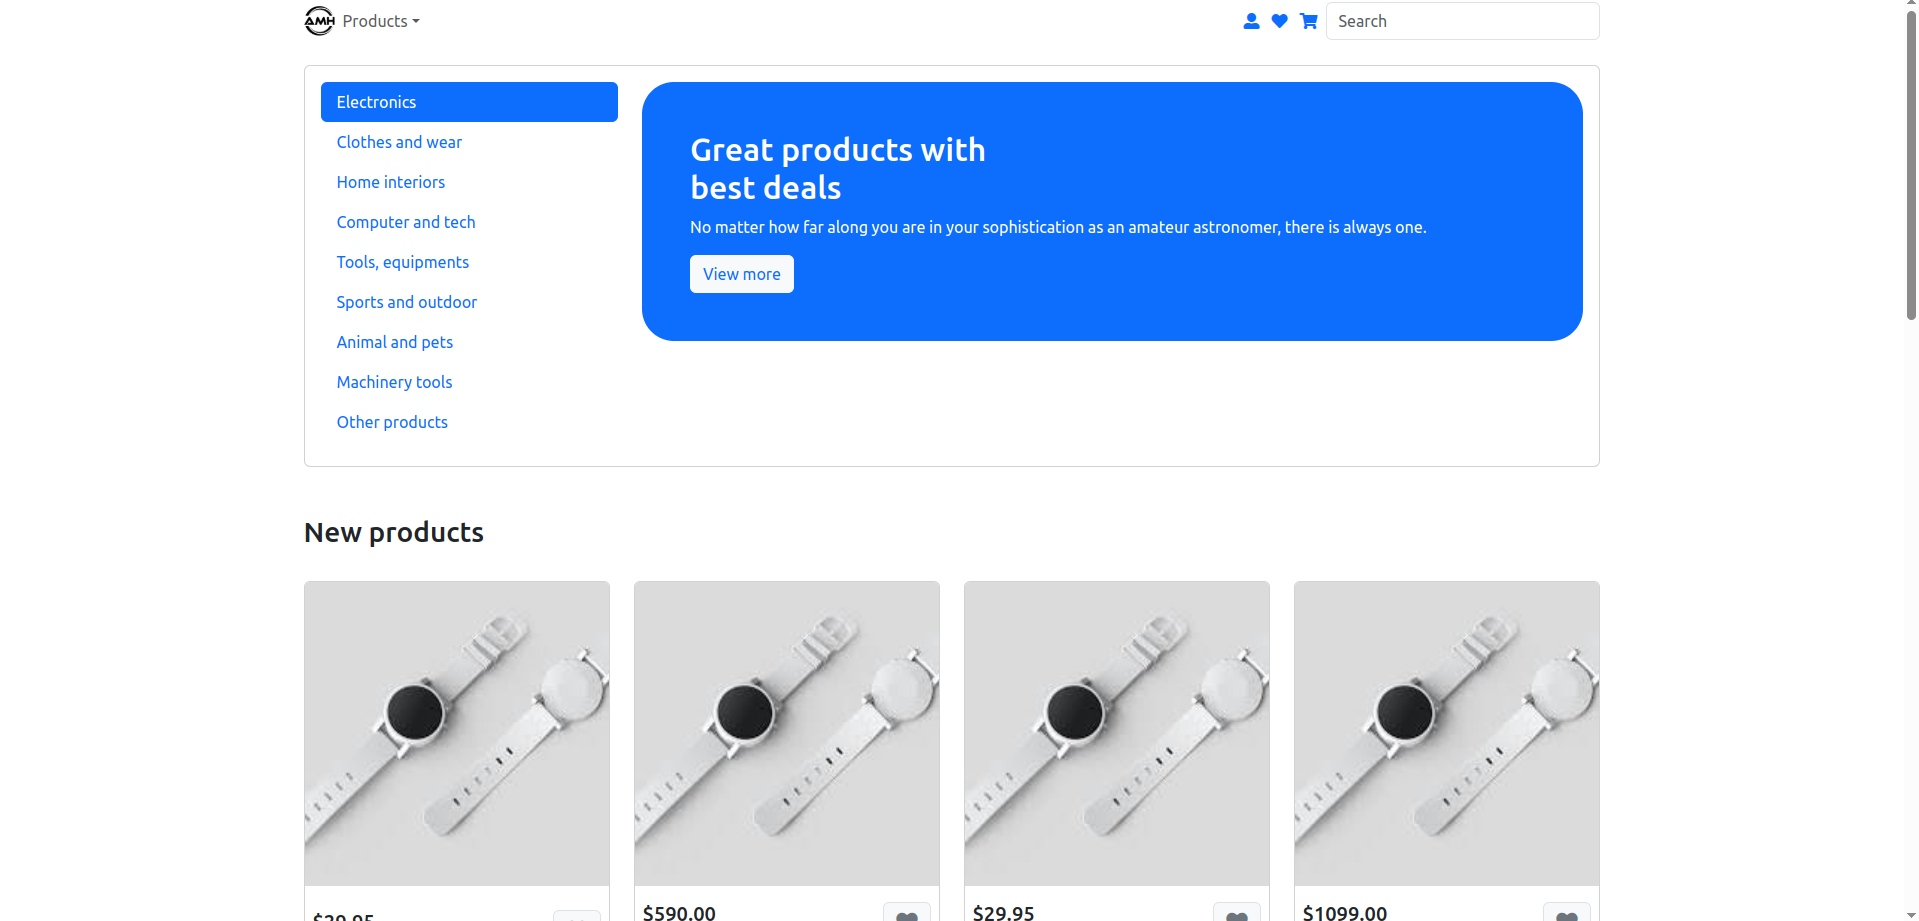 AMH Products
Search
Electronics
Clothes and wear
Home interiors
Computer and tech
Tools, equipments
Sports and outdoor
Animal and pets
Machinery tools
Other products
Great products with
best deals
No matter how far along you are in your sophistication as an amateur astronomer, there is always one.
View more
New products
$590.00
$29.95
$1099.00